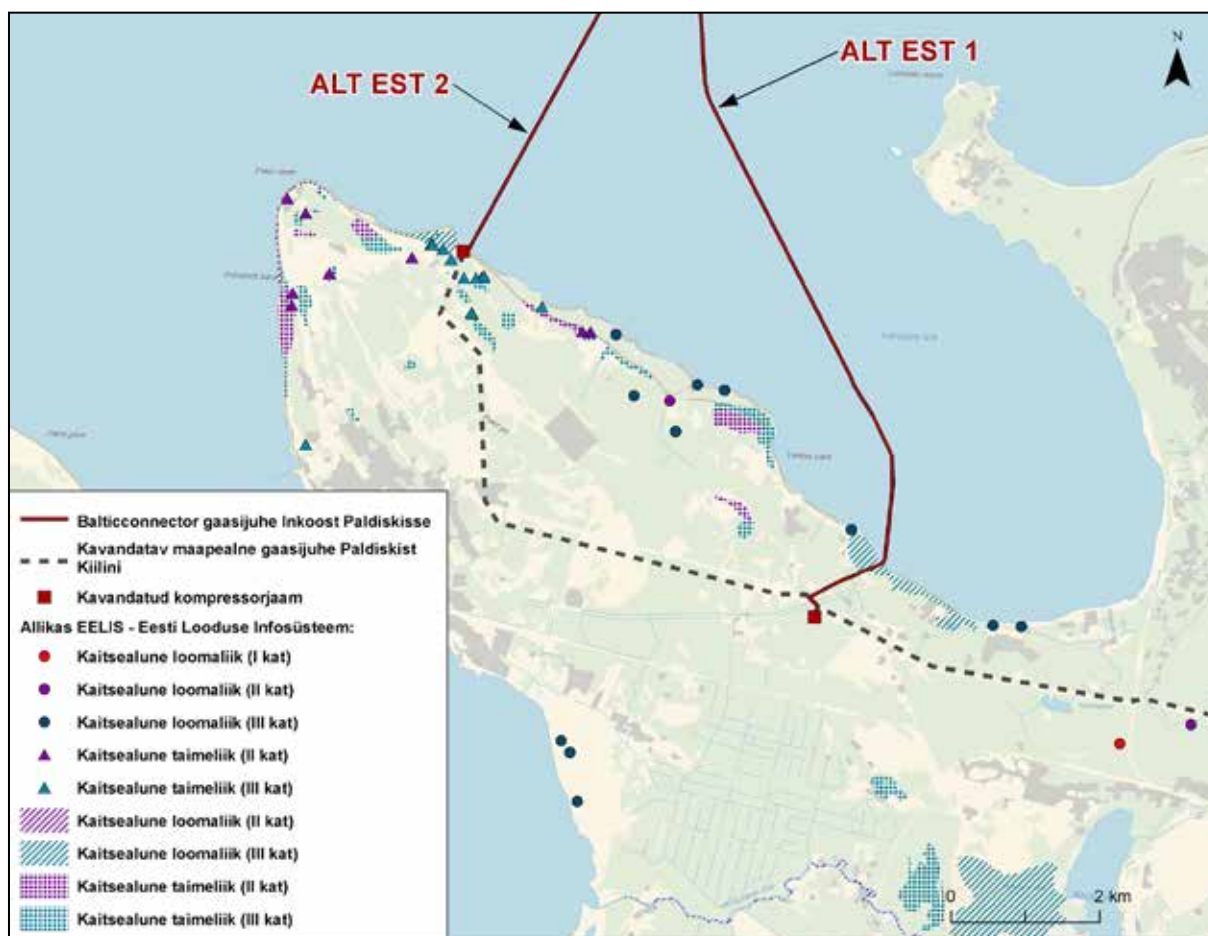 N
ALT EST 1
ALT EST 2
Balticconnector gaasijuhe Inkoost Paldiskisse
Kavandatav maapealne gaasijuhe Paldiskist
Kiilini
Kavandatud kompressorjaam
Allikas EELIS - Eesti Looduse Infosüsteem:
Kaitsealune loomaliik (I kat)
Kaitsealune loomaliik (II kat)
Kaitsealune loomaliik (III kat)
Kaitsealune taimeliik (II kat)
Kaitsealune taimeliik (III kat)
Kaitsealune loomaliik (II kat)
Kaitsealune loomaliik (III kat)
Kaitsealune taimeliik (II kat)
Kaitsealune taimeliik (III kat)
0 2 km